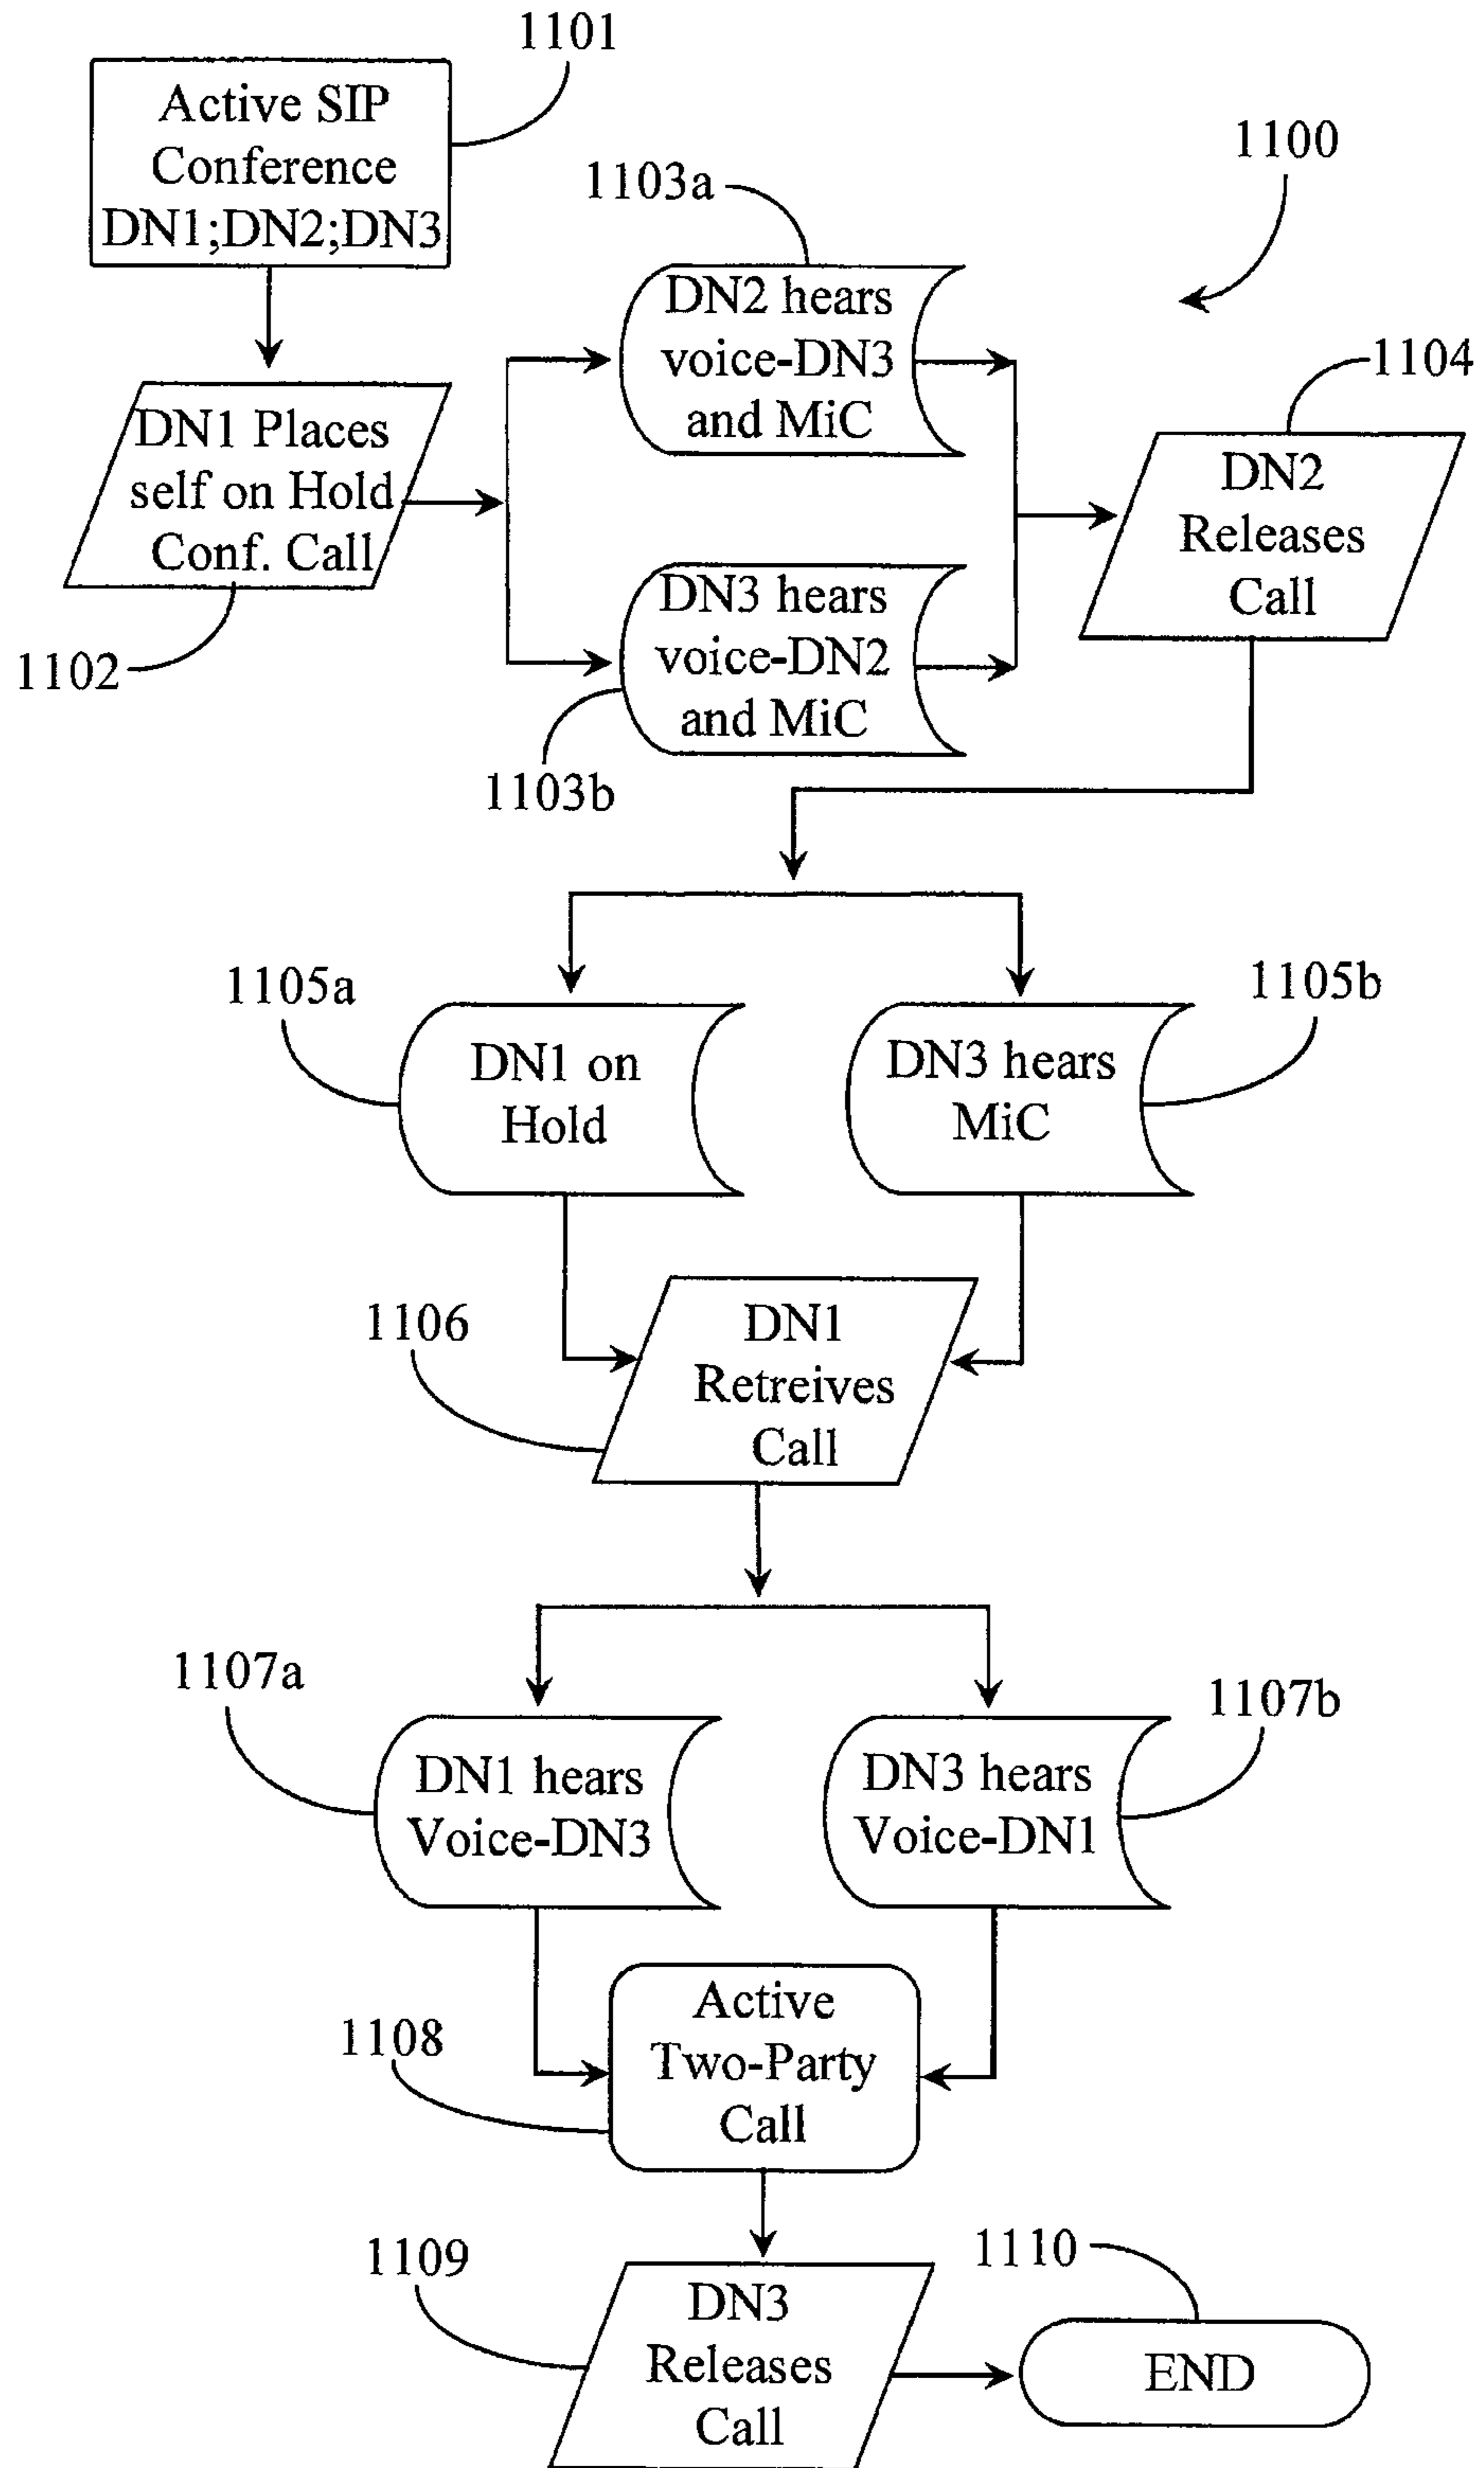 1101
Active SIP
Conference
DN1;DN2;DN3
1100
1103a
DN2 hears
voice-DN3
and MiC
1104
DN1 Places
self on Hold
Conf. Call
DN2
Releases
Call
1102
DN3 hears
voice-DN2
and MiC
1103b
1105a
1105b
DN1 on
Hold
DN3 hears
MiC
1106
DN1
Retreives
Call
1107a
1107b
DN1 hears
Voice-DN3
DN3 hears
Voice-DN1
1108
Active
Two-Party
Call
1109
1110
DN3
Releases
Call
END